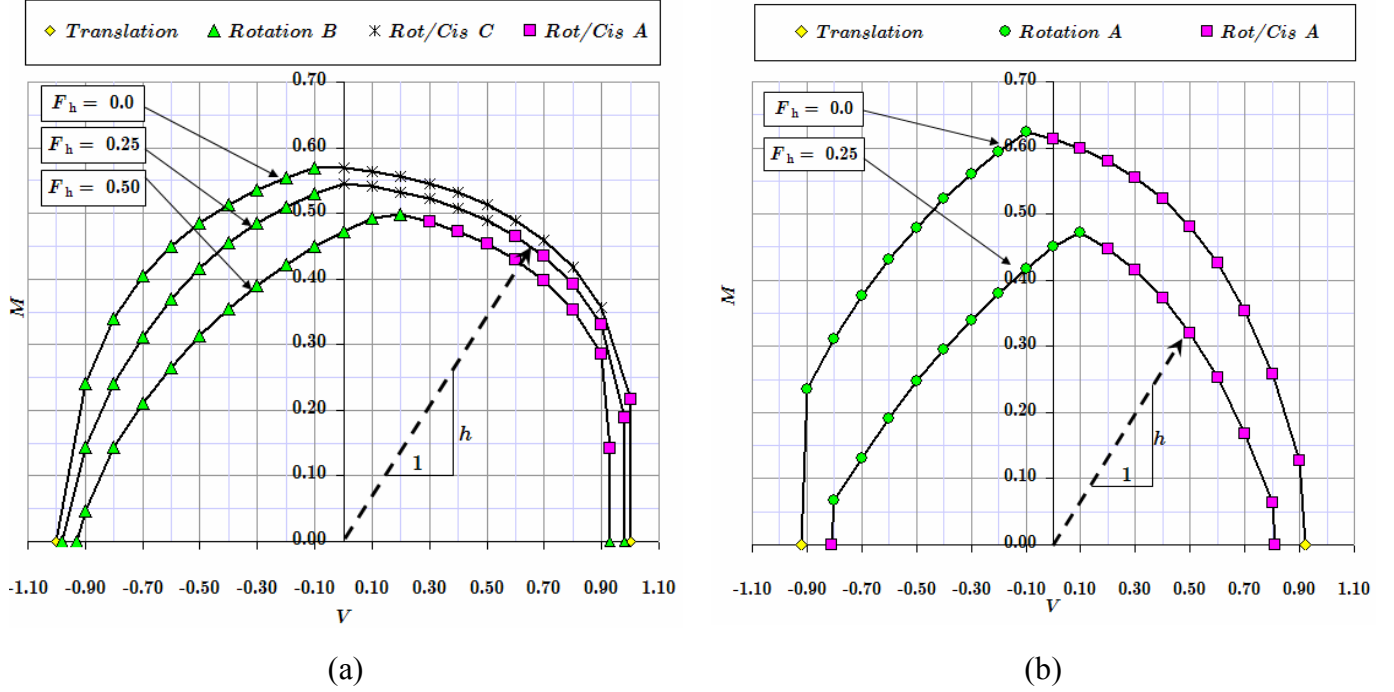 Translation Rotation B Rot/Cis C Rot/Cis A
F h = 0.0
F h = 0.25
F h = 0.50
0.70
0.60
0.50
0.40
0.30
0.20
0.10
0.00
M
h
1
-1.10 -0.90 -0.70 -0.50 -0.30 -0.10 0.10 0.30 0.50 0.70 0.90 1.10
V
(a)
Translation Rotation A Rot/Cis A
F h = 0.0
F h = 0.25
0.70
0.60
0.50
0.40
0.30
0.20
0.10
0.00
M
h
1
-1.10 -0.90 -0.70 -0.50 -0.30 -0.10 0.10 0.30 0.50 0.70 0.90 1.10
V
(b)